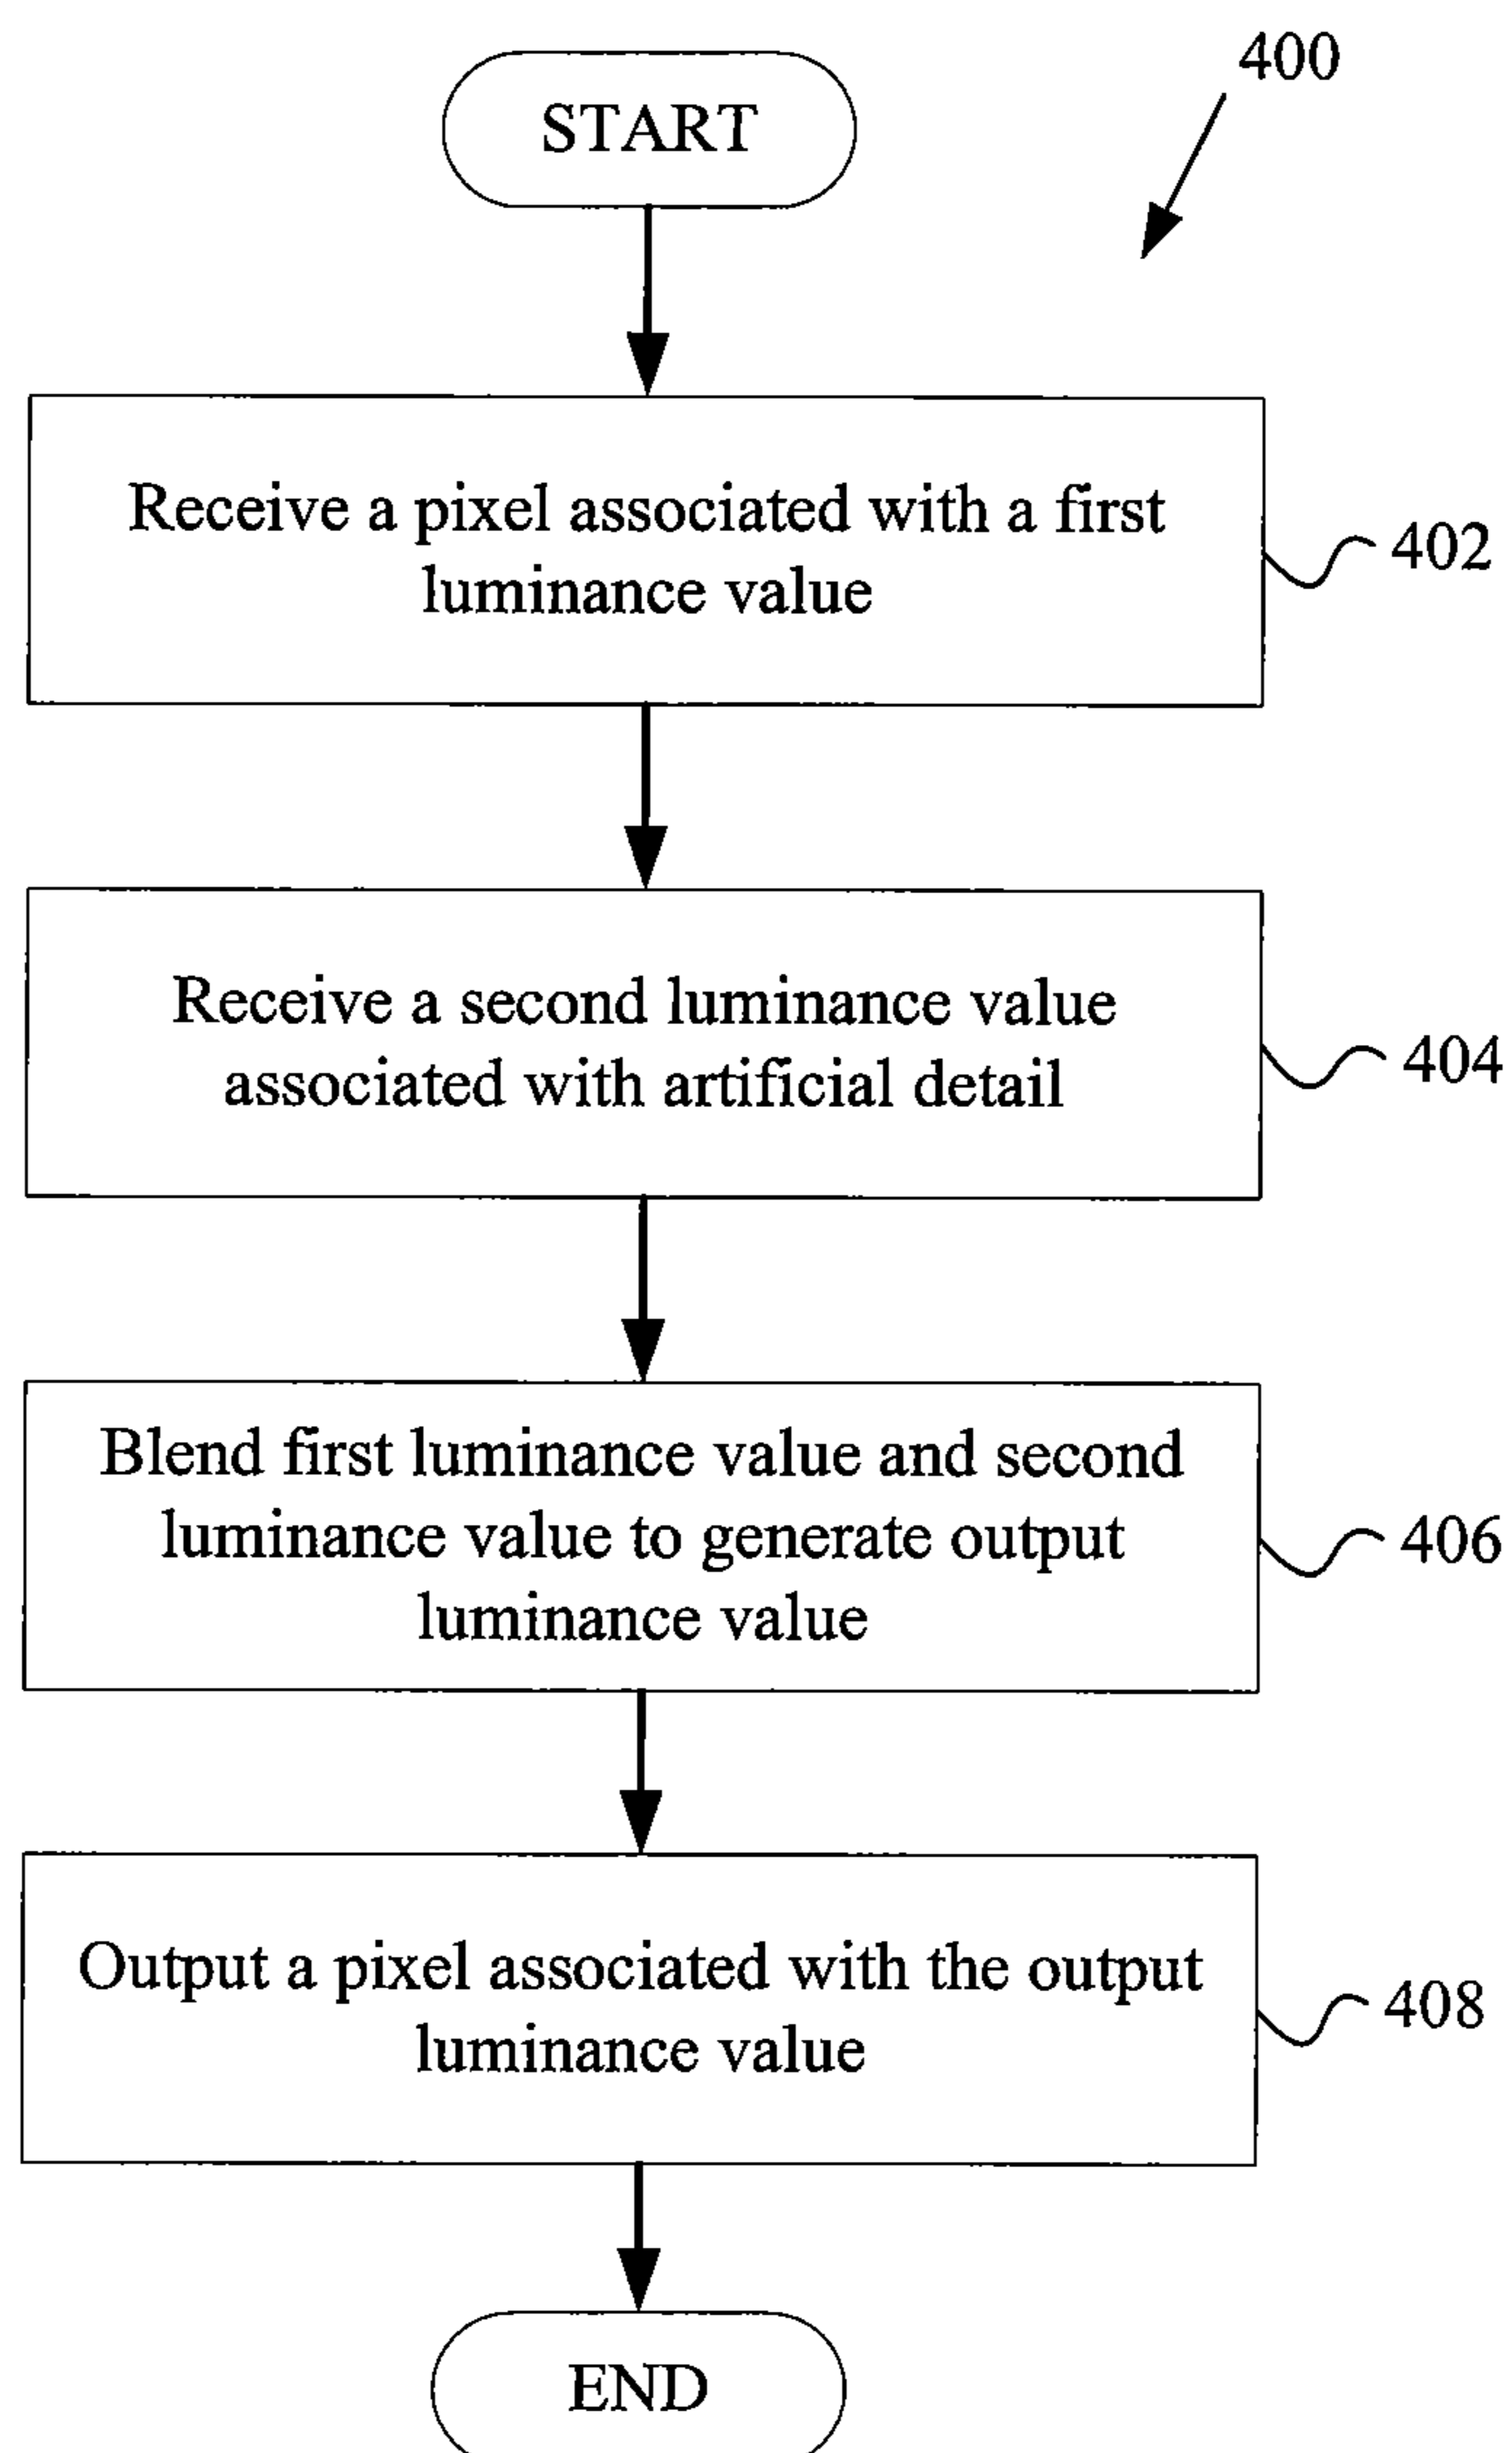 400
START
Receive a pixel associated with a first
luminance value
402
Receive a second luminance value
associated with artificial detail
404
Blend first luminance value and second
luminance value to generate output
luminance value
406
Output a pixel associated with the output
luminance value
408
END